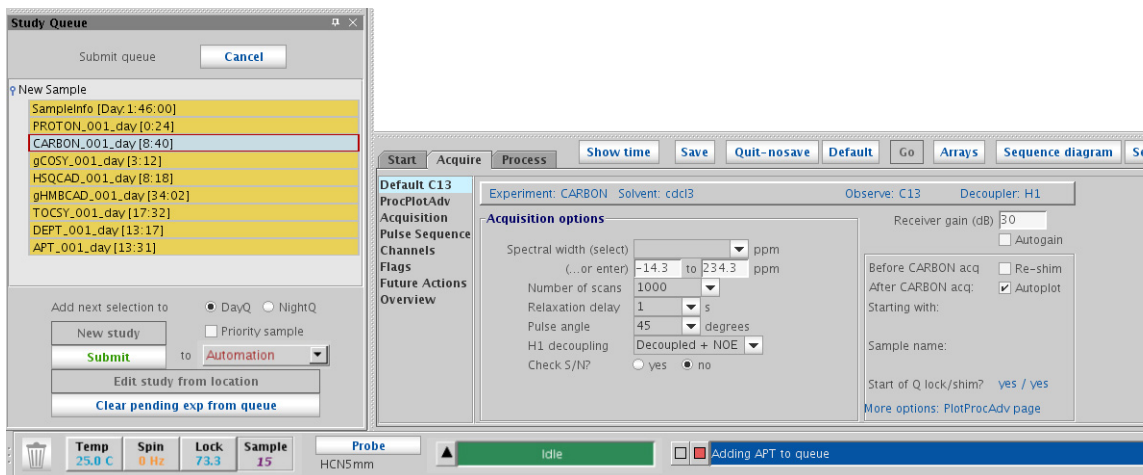 Study Queue
Submit queue Cancel
New Sample
SampleInfo [Day:1:46:00]
PROTON_001_day [0:24]
CARBON_001_day [8:40]
gCOSY_001_day [3:12]
HSQCAD_001_day [8:18]
gHMBCAD_001_day [34:02]
TOCSY_001_day [17:32]
DEPT_001_day [13:17]
APT_001_day [13:31]
Add next selection to DayQ NightQ
New study Priority sample
Submit to Automation
Edit study from location
Clear pending exp from queue
Start Acquire Process Show time Save Quit-nosave Default Go Arrays Sequence diagram
Default C13
ProcPlotAdv
Acquisition
Pulse Sequence
Channels
Flags
Future Actions
Overview
Experiment: CARBON Solvent: cdcl3 Observe: C13 Decoupler: H1
Acquisition options
Spectral width (select) ppm
(...or enter) -14.3 to 234.3 ppm
Number of scans 1000
Relaxation delay 1 s
Pulse angle 45 degrees
H1 decoupling Decoupled + NOE
Check S/N? yes no
Receiver gain (dB) 30
Autogain
Before CARBON acq Re-shim
After CARBON acq: Autoplot
Starting with:
Sample name:
Start of Q lock/shim? yes / yes
More options: PlotProcAdv page
Temp 25.0 C
Spin 0 Hz
Lock 73.3
Sample 15
Probe
HCN5mm
Idle
Adding APT to queue